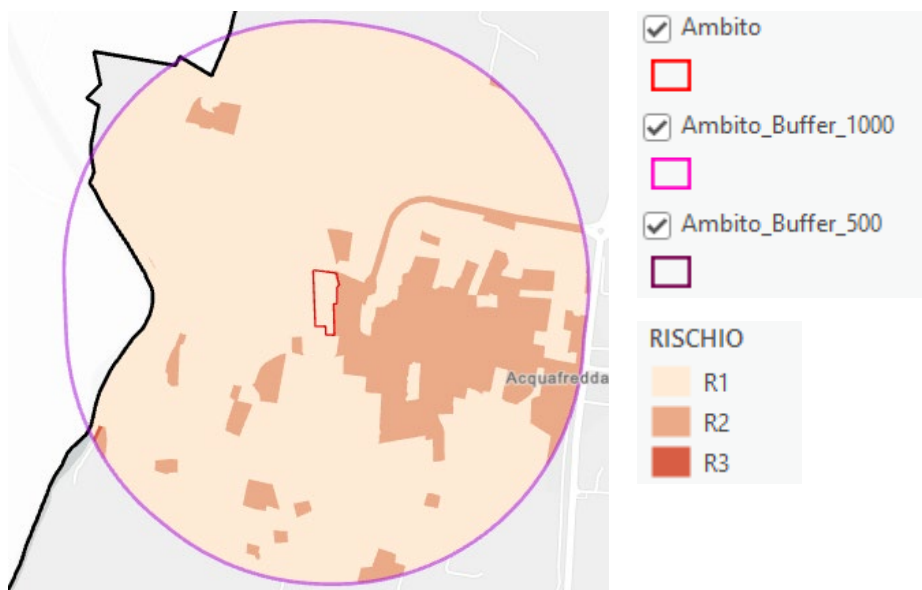 Acquafredda
Ambito
Ambito_Buffer_1000
Ambito_Buffer_500
RISCHIO
R1
R2
R3